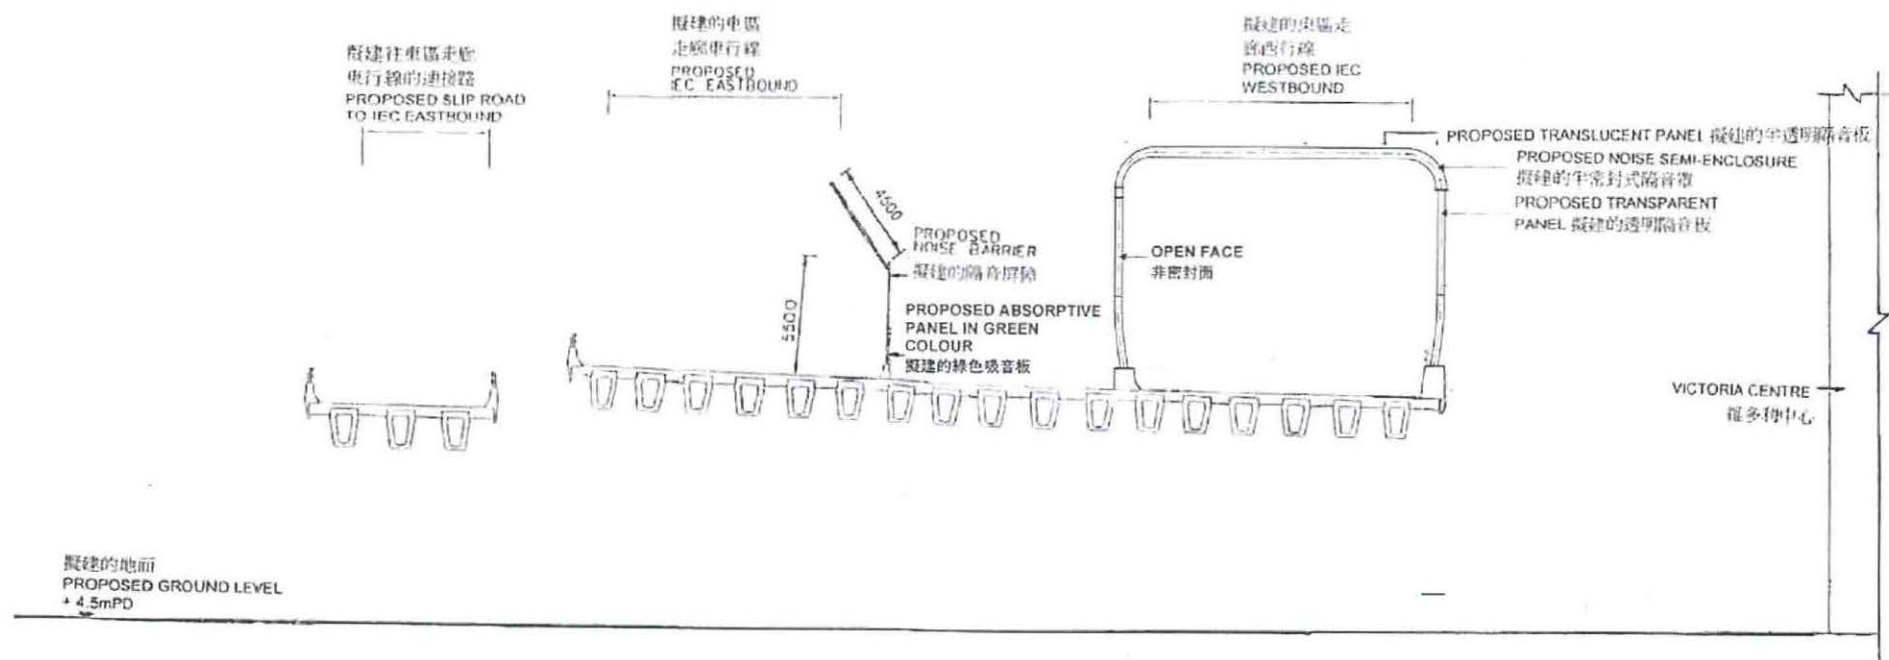 擬建往東區走廊
東行線的連接路
PROPOSED SLIP ROAD
TO IEC EASTBOUND
擬建的東區
走廊東行線
PROPOSED
IEC EASTBOUND
擬建的東區走
廊西行線
PROPOSED IEC
WESTBOUND
PROPOSED TRANSLUCENT PANEL 擬建的半透明隔音板
PROPOSED NOISE SEMI-ENCLOSURE
擬建的半密封式隔音罩
PROPOSED TRANSPARENT
PANEL 擬建的透明隔音板
4500
PROPOSED
NOISE BARRIER
擬建的隔音屏障
OPEN FACE
非密封面
5500
PROPOSED ABSORPTIVE
PANEL IN GREEN
COLOUR
擬建的綠色吸音板
VICTORIA CENTRE
維多利中心
擬建的地面
PROPOSED GROUND LEVEL
+ 4.5mPD